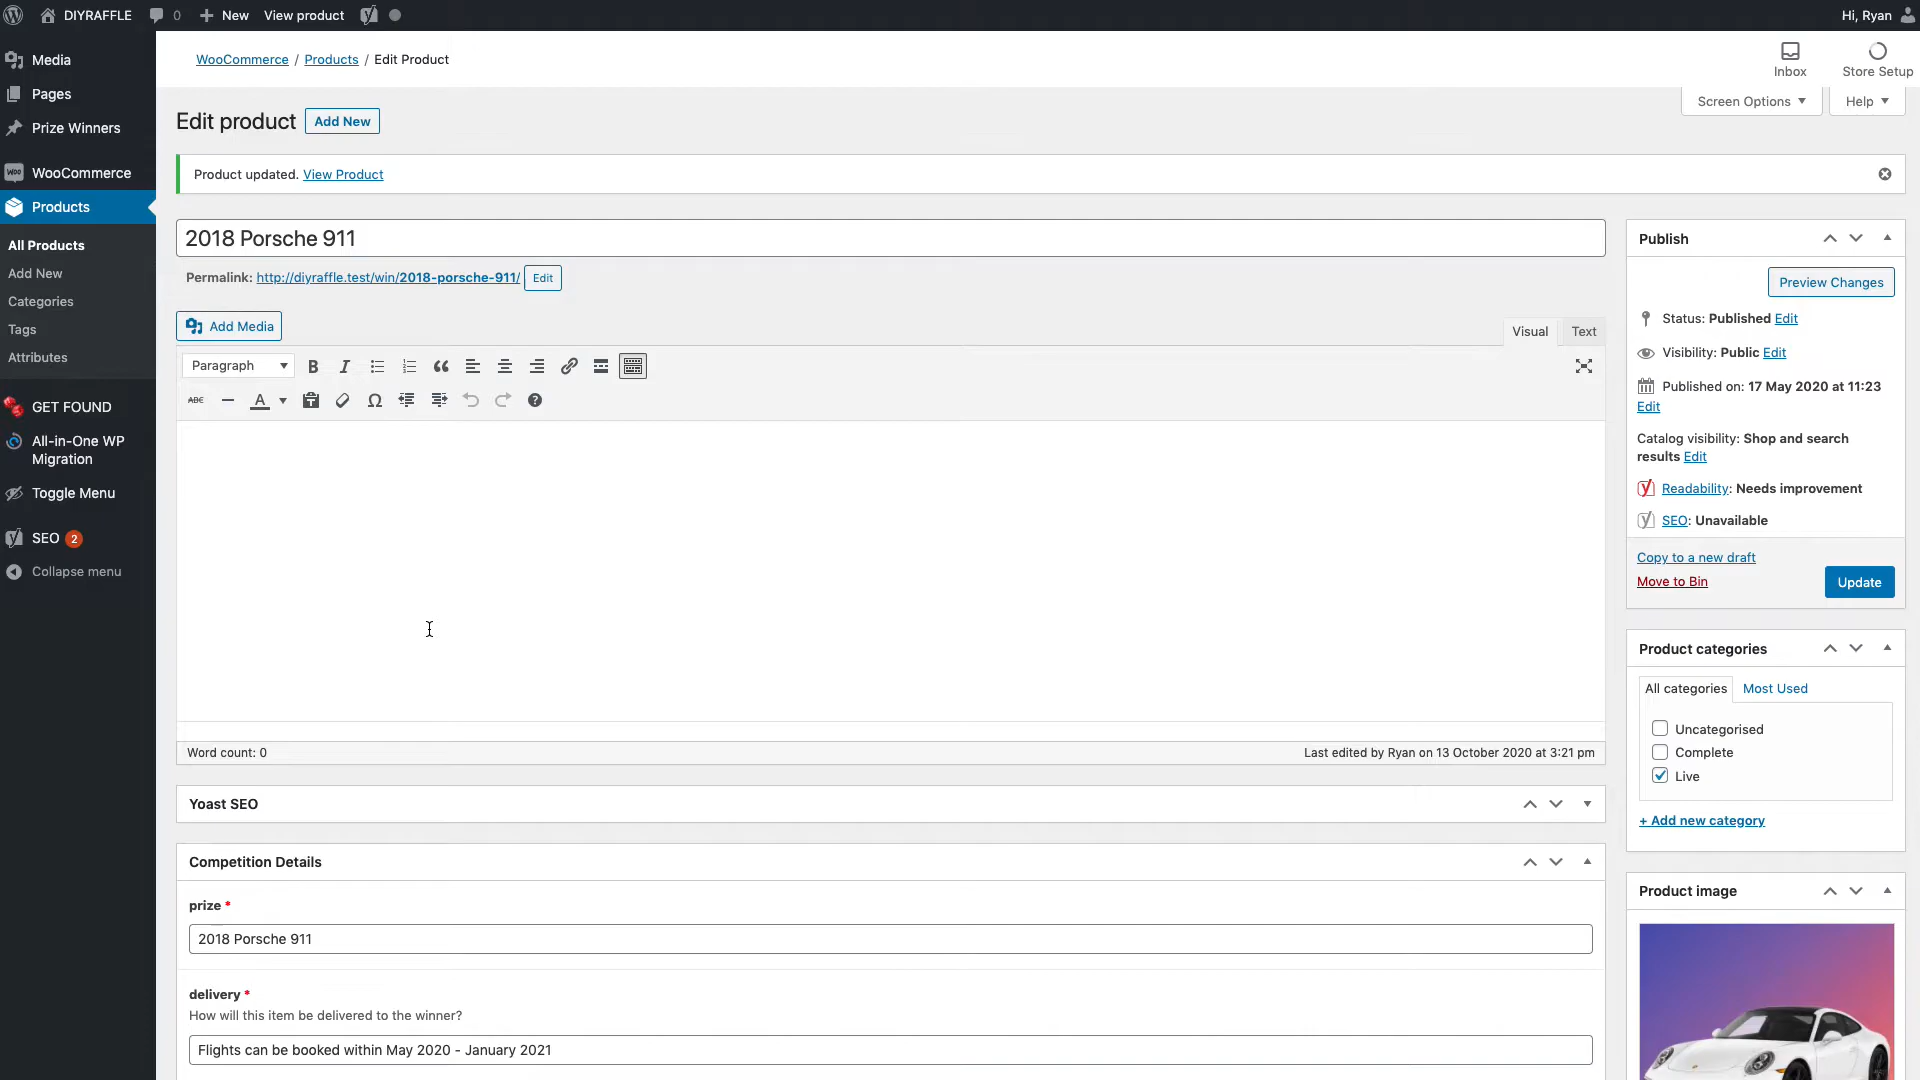 DIYRAFFLE 0 New View product Hi, Ryan
Media
Pages
Prize Winners
WooCommerce
Products
All Products
Add New
Categories
Tags
Attributes
GET FOUND
All-in-One WP
Migration
Toggle Menu
SEO 2
Collapse menu
WooCommerce / Products / Edit Product
Inbox
Store Setup
Screen Options
Help
Edit product Add New
Product updated. View Product
2018 Porsche 911
Permalink: http://diyraffle.test/win/2018-porsche-911/ Edit
Add Media
Visual Text
Paragraph
ABC
Word count: 0
Last edited by Ryan on 13 October 2020 at 3:21 pm
Yoast SEO
Competition Details
prize *
2018 Porsche 911
delivery *
How will this item be delivered to the winner?
Flights can be booked within May 2020 - January 2021
Publish
Preview Changes
Status: Published Edit
Visibility: Public Edit
Published on: 17 May 2020 at 11:23
Edit
Catalog visibility: Shop and search
results Edit
Readability: Needs improvement
SEO: Unavailable
Copy to a new draft
Move to Bin
Update
Product categories
All categories Most Used
Uncategorised
Complete
Live
+ Add new category
Product image